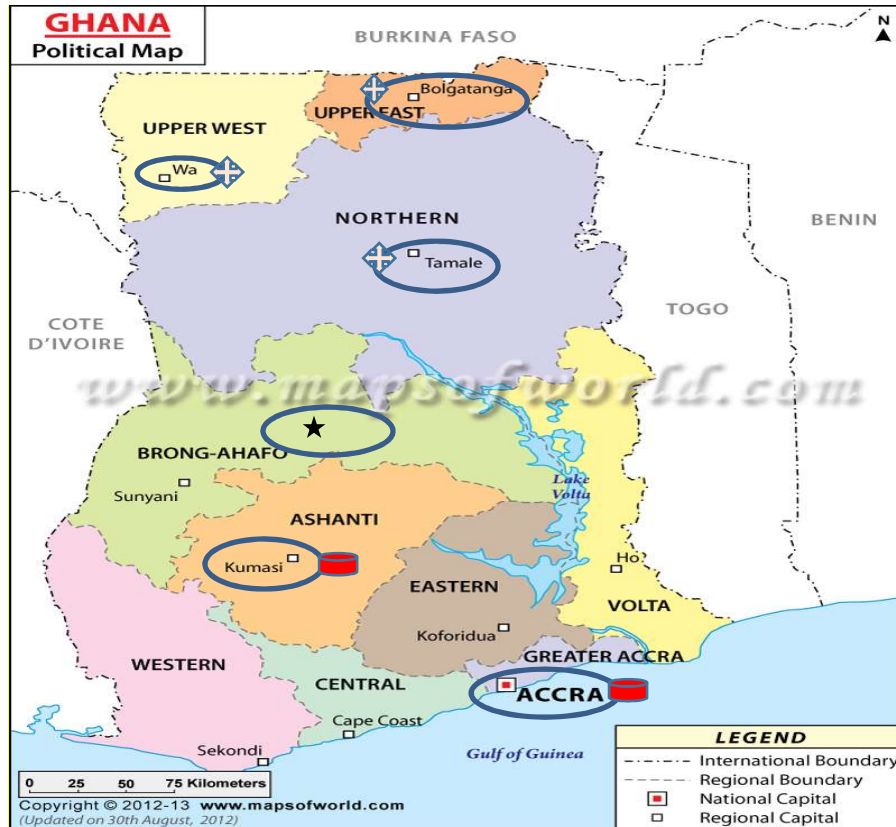 GHANA
Political Map
BURKINA FASO
N
Bolgatanga
UPPER EAST
UPPER WEST
Wa
NORTHERN
BENIN
Tamale
TOGO
COTE
D'IVOIRE
www.mapsofworld.com
BRONG-AHAFO
Sunyani
Lake
Volta
ASHANTI
Kumasi
EASTERN
Ho
VOLTA
Koforidua
WESTERN
GREATER ACCRA
CENTRAL
ACCRA
Cape Coast
Sekondi
Gulf of Guinea
LEGEND
International Boundary
Regional Boundary
National Capital
Regional Capital
0 25 50 75 Kilometers
Copyright © 2012-13 www.mapsofworld.com
(Updated on 30th August, 2012)